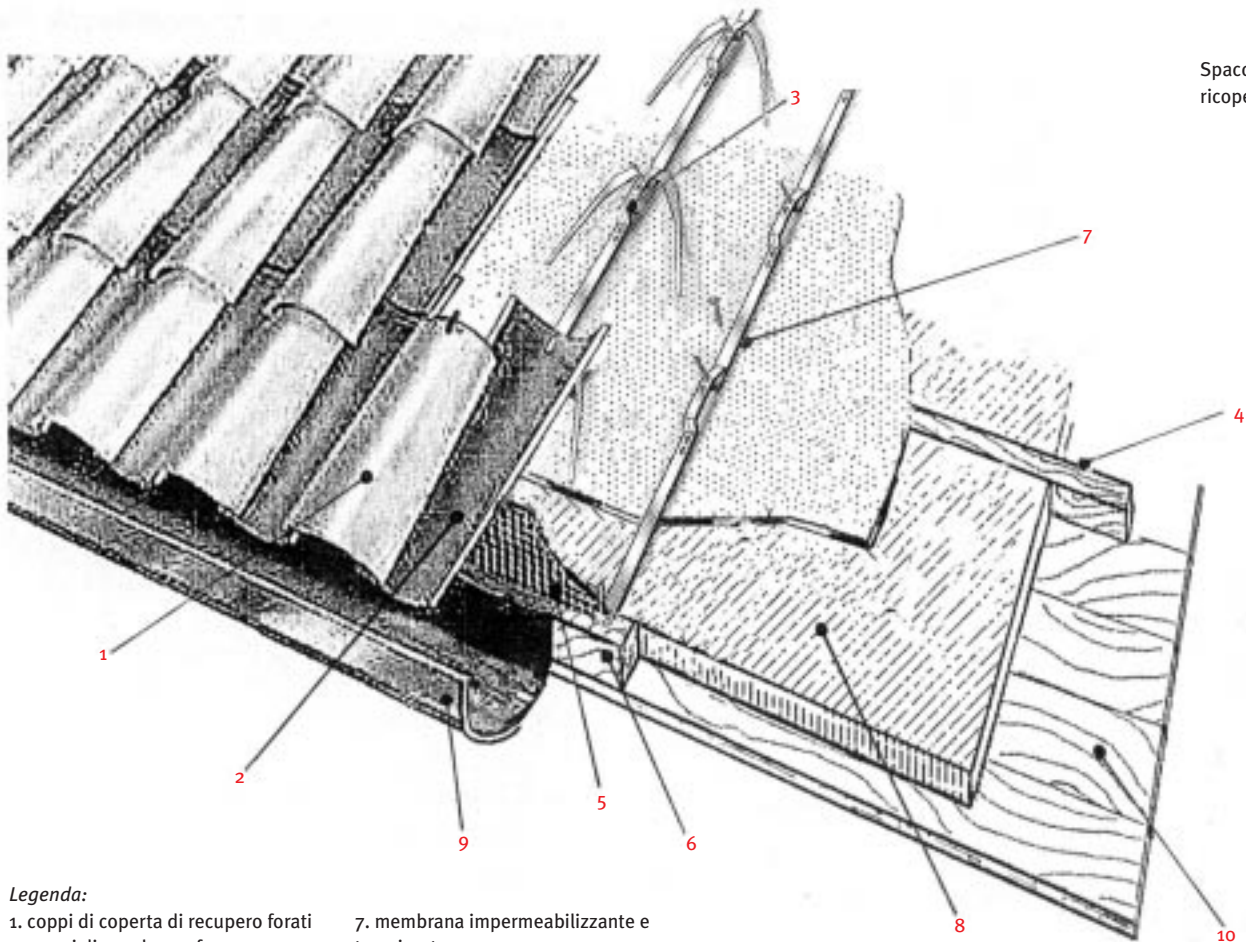 Spacc
ricope
3
7
4
1
2
5
6
9
8
10
Legenda:
1. coppi di coperta di recupero forati
7. membrana impermeabilizzante e